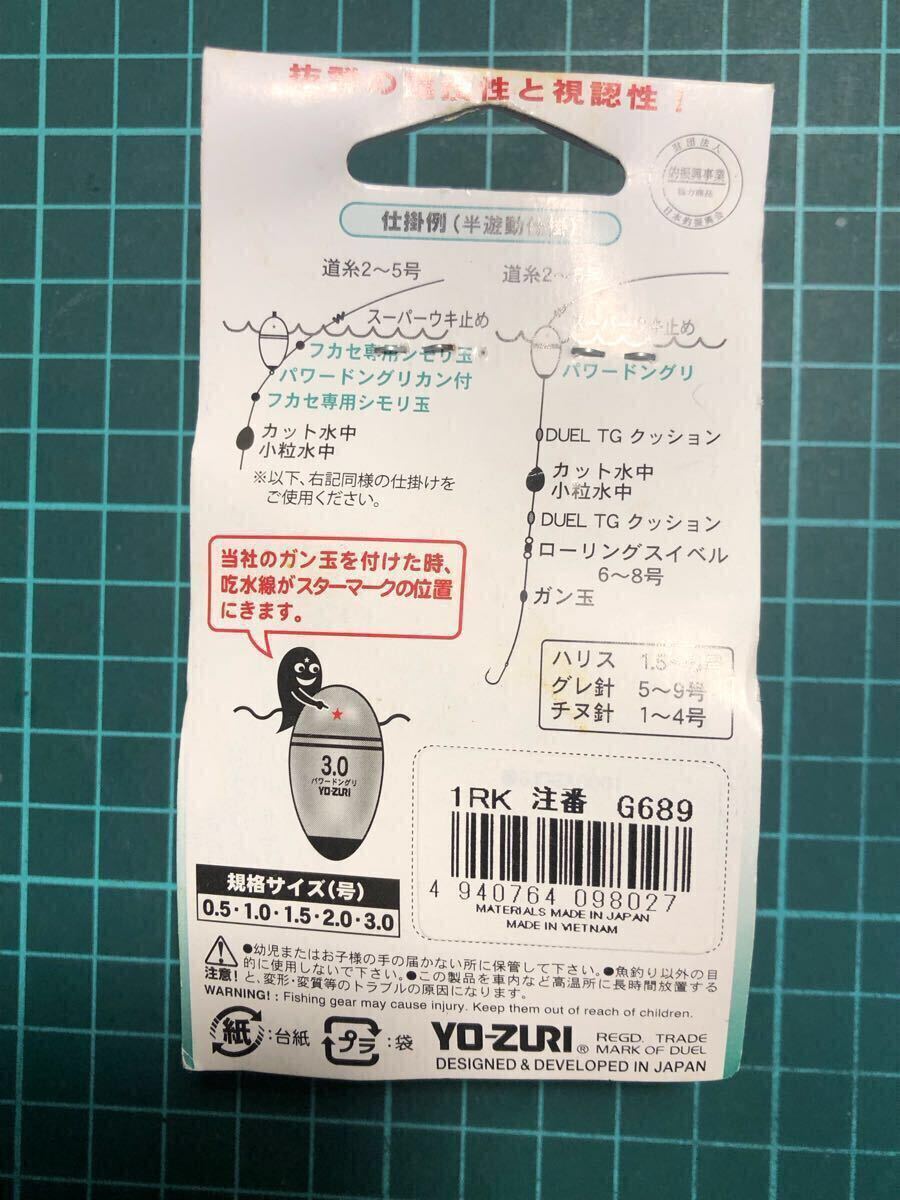 抜群の
性と視認性!
財団法人
釣振興事業
協力商品
日本釣振興会
仕掛例(半遊動
道糸2〜5号
スーパーウキ止め
フカセ専用シモリ玉
パワードングリカン付
フカセ専用シモリ玉
カット水中
小粒水中
※以下、右記同様の仕掛けを
ご使用ください。
道糸2〜
スーパーウキ止め
パワードングリ
DUEL TG クッション
カット水中
小粒水中
DUEL TG クッション
ローリングスイベル
6〜8号
ガン玉
ハリス 1.5〜
グレ針 5〜9号
チヌ針 1〜4号
当社のガン玉を付けた時、
吃水線がスターマークの位置
にきます。
3.0
パワードングリ
YO-ZURI
規格サイズ(号)
0.5・1.0・1.5・2.0・3.0
1RK 注番 G689
4 940764 098027
MATERIALS MADE IN JAPAN
MADE IN VIETNAM
注意!
●幼児またはお子様の手の届かない所に保管して下さい。●魚釣り以外の目
的に使用しないで下さい。●この製品を車内など高温所に長時間放置する
と、変形・変質等のトラブルの原因になります。
WARNING!: Fishing gear may cause injury. Keep them out of reach of children.
紙:台紙 プラ:袋
YO-ZURI® REGD. TRADE
MARK OF DUEL
DESIGNED & DEVELOPED IN JAPAN